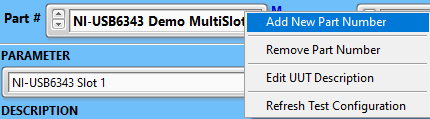 Part # NI-USB6343 Demo MultiSlot
Add New Part Number
Remove Part Number
Edit UUT Description
Refresh Test Configuration
PARAMETER
NI-USB6343 Slot 1
DESCRIPTION